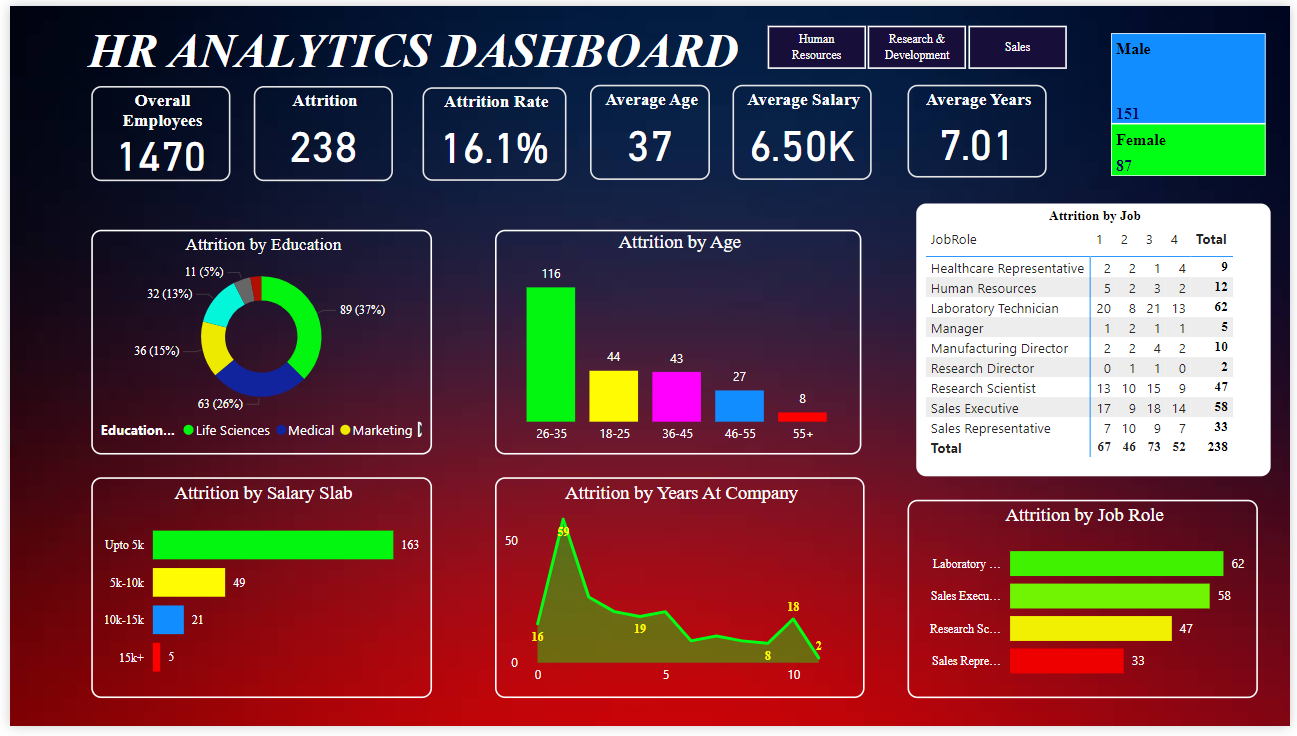 HR ANALYTICS DASHBOARD
Human
Resources
Research &
Development
Sales
Male
151
Female
87
Overall
Employees
1470
Attrition
238
Attrition Rate
16.1%
Average Age
37
Average Salary
6.50K
Average Years
7.01
Attrition by Education
11 (5%)
32 (13%)
89 (37%)
36 (15%)
63 (26%)
Education... Life Sciences Medical Marketing
Attrition by Age
116
44
43
27
8
26-35 18-25 36-45 46-55 55+
Attrition by Job
JobRole 1 2 3 4 Total
Healthcare Representative 2 2 1 4 9
Human Resources 5 2 3 2 12
Laboratory Technician 20 8 21 13 62
Manager 1 2 1 1 5
Manufacturing Director 2 2 4 2 10
Research Director 0 1 1 0 2
Research Scientist 13 10 15 9 47
Sales Executive 17 9 18 14 58
Sales Representative 7 10 9 7 33
Total 67 46 73 52 238
Attrition by Salary Slab
Upto 5k 163
5k-10k 49
10k-15k 21
15k+ 5
Attrition by Years At Company
50
59
16
19
8
18
2
0
0 5 10
Attrition by Job Role
Laboratory ... 62
Sales Execu... 58
Research Sc... 47
Sales Repre... 33